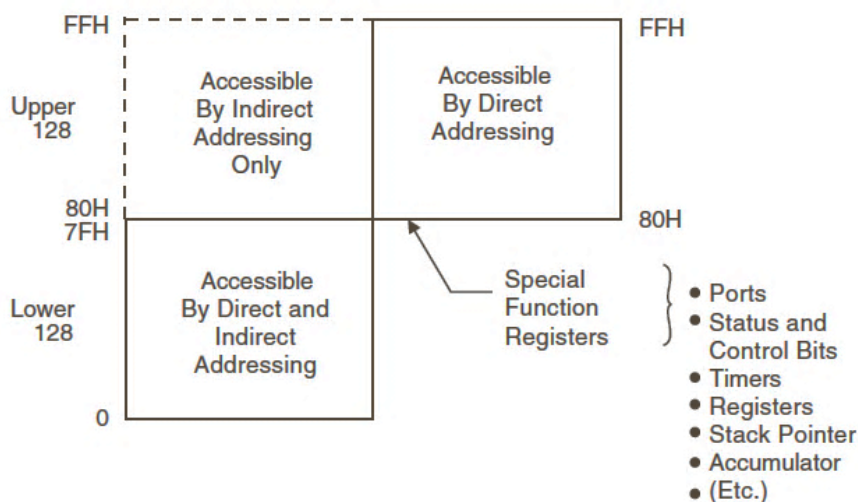 FFH
FFH
Accessible
By Indirect
Addressing
Only
Accessible
By Direct
Addressing
Upper
128
80H
7FH
80H
Accessible
By Direct and
Indirect
Addressing
Lower
128
0
Special
Function
Registers
● Ports
● Status and
Control Bits
● Timers
● Registers
● Stack Pointer
● Accumulator
● (Etc.)